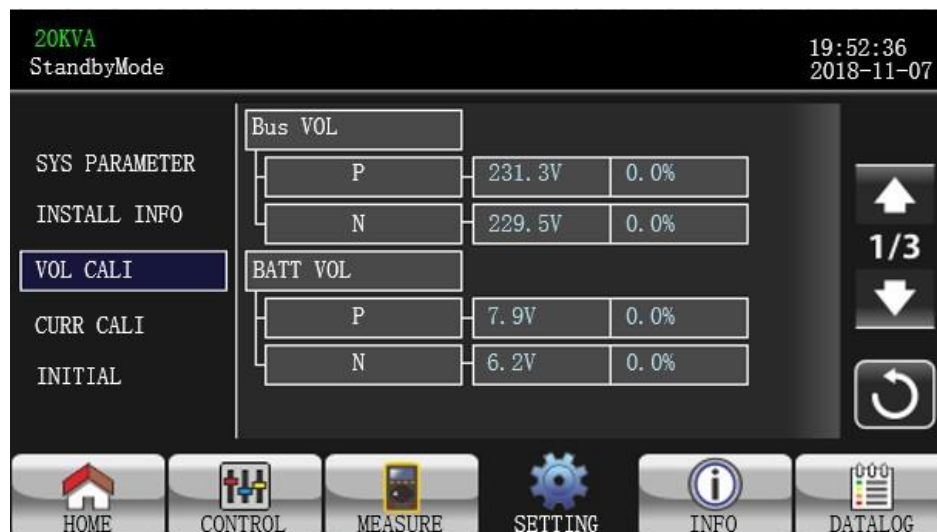 20KVA
StandbyMode
19:52:36
2018-11-07
SYS PARAMETER
INSTALL INFO
VOL CALI
CURR CALI
INITIAL
Bus VOL
P 231.3V 0.0%
N 229.5V 0.0%
BATT VOL
P 7.9V 0.0%
N 6.2V 0.0%
1/3
HOME CONTROL MEASURE SETTING INFO DATALOG